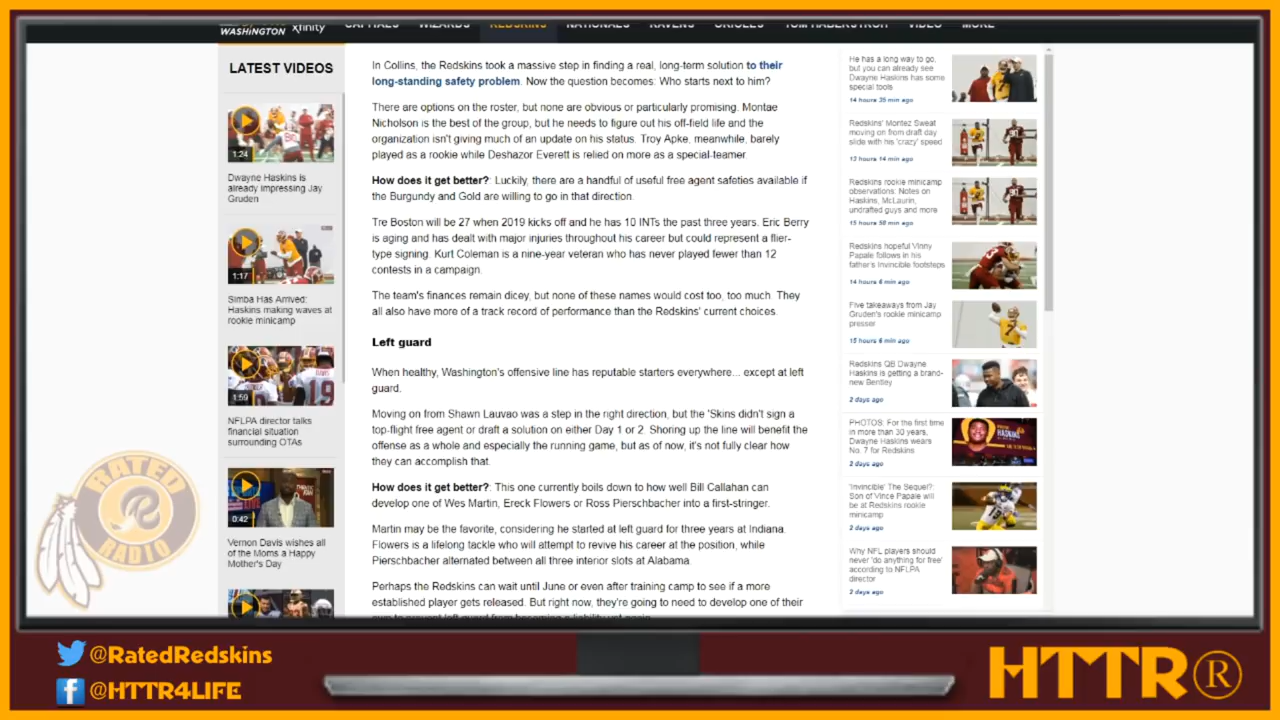 WASHINGTON xfinity CAPITALS WIZARDS REDSKINS NATIONALS RAVENS ORIOLES TOM HABERSTROH VIDEO MORE
LATEST VIDEOS
1:24
Dwayne Haskins is
already impressing Jay
Gruden
1:17
Simba Has Arrived:
Haskins making waves at
rookie minicamp
1:59
NFLPA director talks
financial situation
surrounding OTAs
0:42
Vernon Davis wishes all
of the Moms a Happy
Mother's Day
In Collins, the Redskins took a massive step in finding a real, long-term solution to their
long-standing safety problem. Now the question becomes: Who starts next to him?
There are options on the roster, but none are obvious or particularly promising. Montae
Nicholson is the best of the group, but he needs to figure out his off-field life and the
organization isn't giving much of an update on his status. Troy Apke, meanwhile, barely
played as a rookie while Deshazor Everett is relied on more as a special-teamer
How does it get better?: Luckily, there are a handful of useful free agent safeties available if
the Burgundy and Gold are willing to go in that direction.
Tre Boston will be 27 when 2019 kicks off and he has 10 INTs the past three years. Eric Berry
is aging and has dealt with major injuries throughout his career but could represent a flier-
type signing. Kurt Coleman is a nine-year veteran who has never played fewer than 12
contests in a campaign.
The team's finances remain dicey, but none of these names would cost too, too much. They
all also have more of a track record of performance than the Redskins' current choices.
Left guard
When healthy, Washington's offensive line has reputable starters everywhere... except at left
guard.
Moving on from Shawn Lauvao was a step in the right direction, but the 'Skins didn't sign a
top-flight free agent or draft a solution on either Day 1 or 2. Shoring up the line will benefit the
offense as a whole and especially the running game, but as of now, it's not fully clear how
they can accomplish that.
How does it get better?: This one currently boils down to how well Bill Callahan can
develop one of Wes Martin, Ereck Flowers or Ross Pierschbacher into a first-stringer.
Martin may be the favorite, considering he started at left guard for three years at Indiana.
Flowers is a lifelong tackle who will attempt to revive his career at the position, while
Pierschbacher alternated between all three interior slots at Alabama.
Perhaps the Redskins can wait until June or even after training camp to see if a more
established player gets released. But right now, they're going to need to develop one of their
own to prevent left guard from becoming a liability yet again.
He has a long way to go,
but you can already see
Dwayne Haskins has some
special tools
14 hours 35 min ago
Redskins' Montez Sweat
moving on from draft day
slide with his 'crazy' speed
13 hours 14 min ago
Redskins rookie minicamp
observations: Notes on
Haskins, McLaurin,
undrafted guys and more
15 hours 58 min ago
Redskins hopeful Vinny
Papale follows in his
father's Invincible footsteps
14 hours 6 min ago
Five takeaways from Jay
Gruden's rookie minicamp
presser
15 hours 6 min ago
Redskins QB Dwayne
Haskins is getting a brand-
new Bentley
2 days ago
PHOTOS: For the first time
in more than 30 years,
Dwayne Haskins wears
No. 7 for Redskins
2 days ago
'Invincible' The Sequel?:
Son of Vince Papale will
be at Redskins rookie
minicamp
2 days ago
Why NFL players should
never 'do anything for free'
according to NFLPA
director
2 days ago
RATED
R
RADIO
@RatedRedskins
@HTTR4LIFE
HTTR®